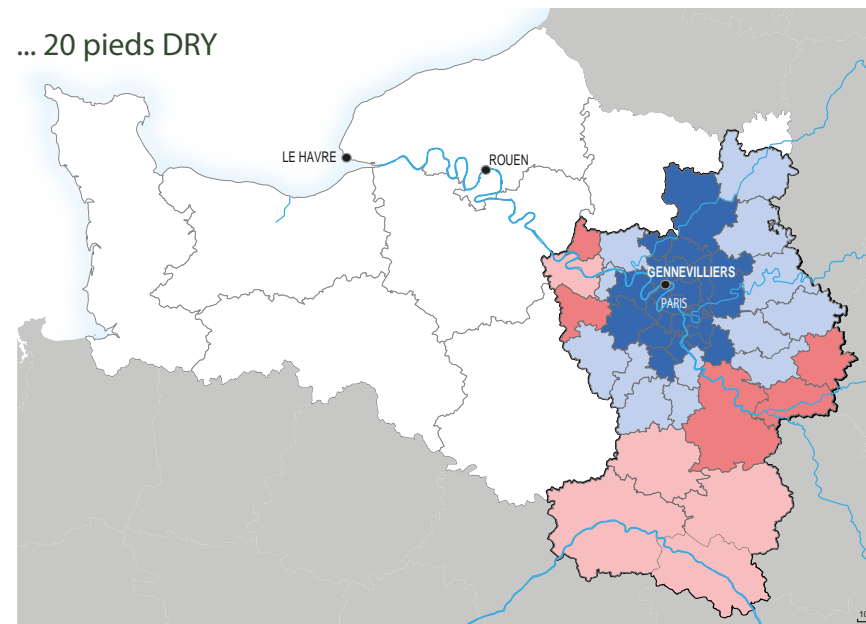 ... 20 pieds DRY
LE HAVRE
ROUEN
GENNEVILLIERS
PARIS